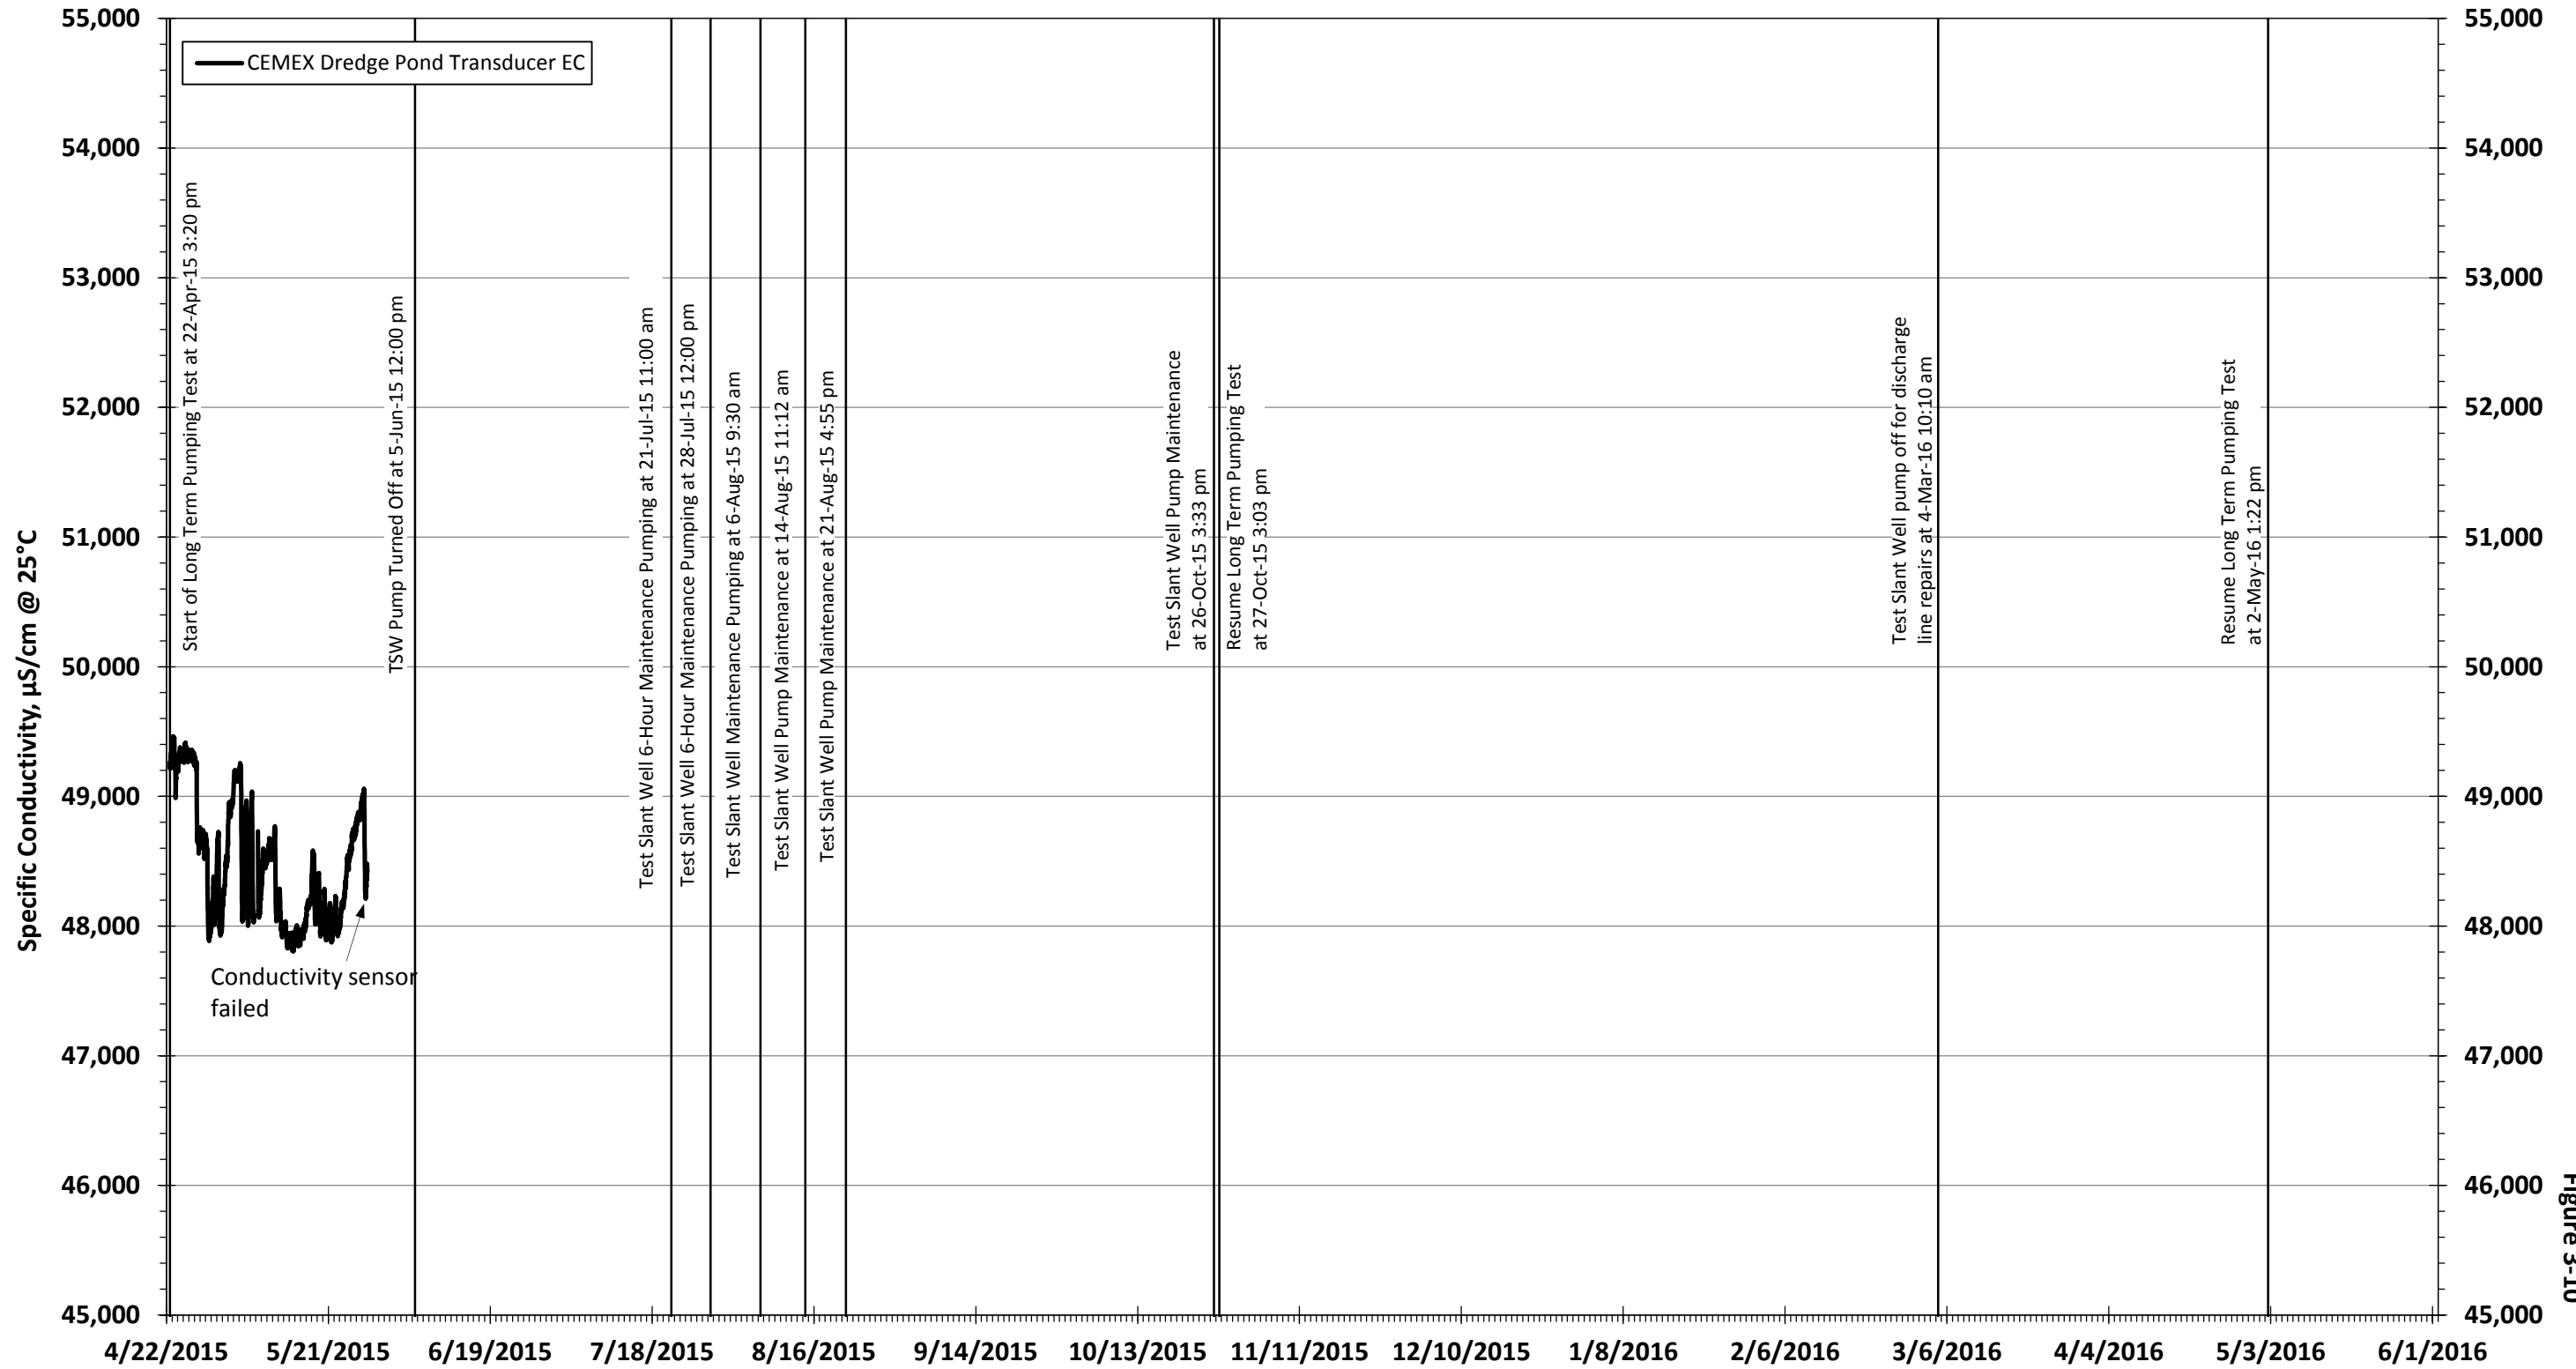 CEMEX Dredge Pond Transducer EC
Specific Conductivity, µS/cm @ 25°C
55,000
54,000
53,000
52,000
51,000
50,000
49,000
48,000
47,000
46,000
45,000
Start of Long Term Pumping Test at 22-Apr-15 3:20 pm
TSW Pump Turned Off at 5-Jun-15 12:00 pm
Test Slant Well 6-Hour Maintenance Pumping at 21-Jul-15 11:00 am
Test Slant Well 6-Hour Maintenance Pumping at 28-Jul-15 12:00 pm
Test Slant Well Maintenance Pumping at 6-Aug-15 9:30 am
Test Slant Well Pump Maintenance at 14-Aug-15 11:12 am
Test Slant Well Pump Maintenance at 21-Aug-15 4:55 pm
Test Slant Well Pump Maintenance
at 26-Oct-15 3:33 pm
Resume Long Term Pumping Test
at 27-Oct-15 3:03 pm
Test Slant Well pump off for discharge
line repairs at 4-Mar-16 10:10 am
Resume Long Term Pumping Test
at 2-May-16 1:22 pm
Conductivity sensor
failed
55,000
54,000
53,000
52,000
51,000
50,000
49,000
48,000
47,000
46,000
45,000
4/22/2015
5/21/2015
6/19/2015
7/18/2015
8/16/2015
9/14/2015
10/13/2015
11/11/2015
12/10/2015
1/8/2016
2/6/2016
3/6/2016
4/4/2016
5/3/2016
6/1/2016
Figure 3-10